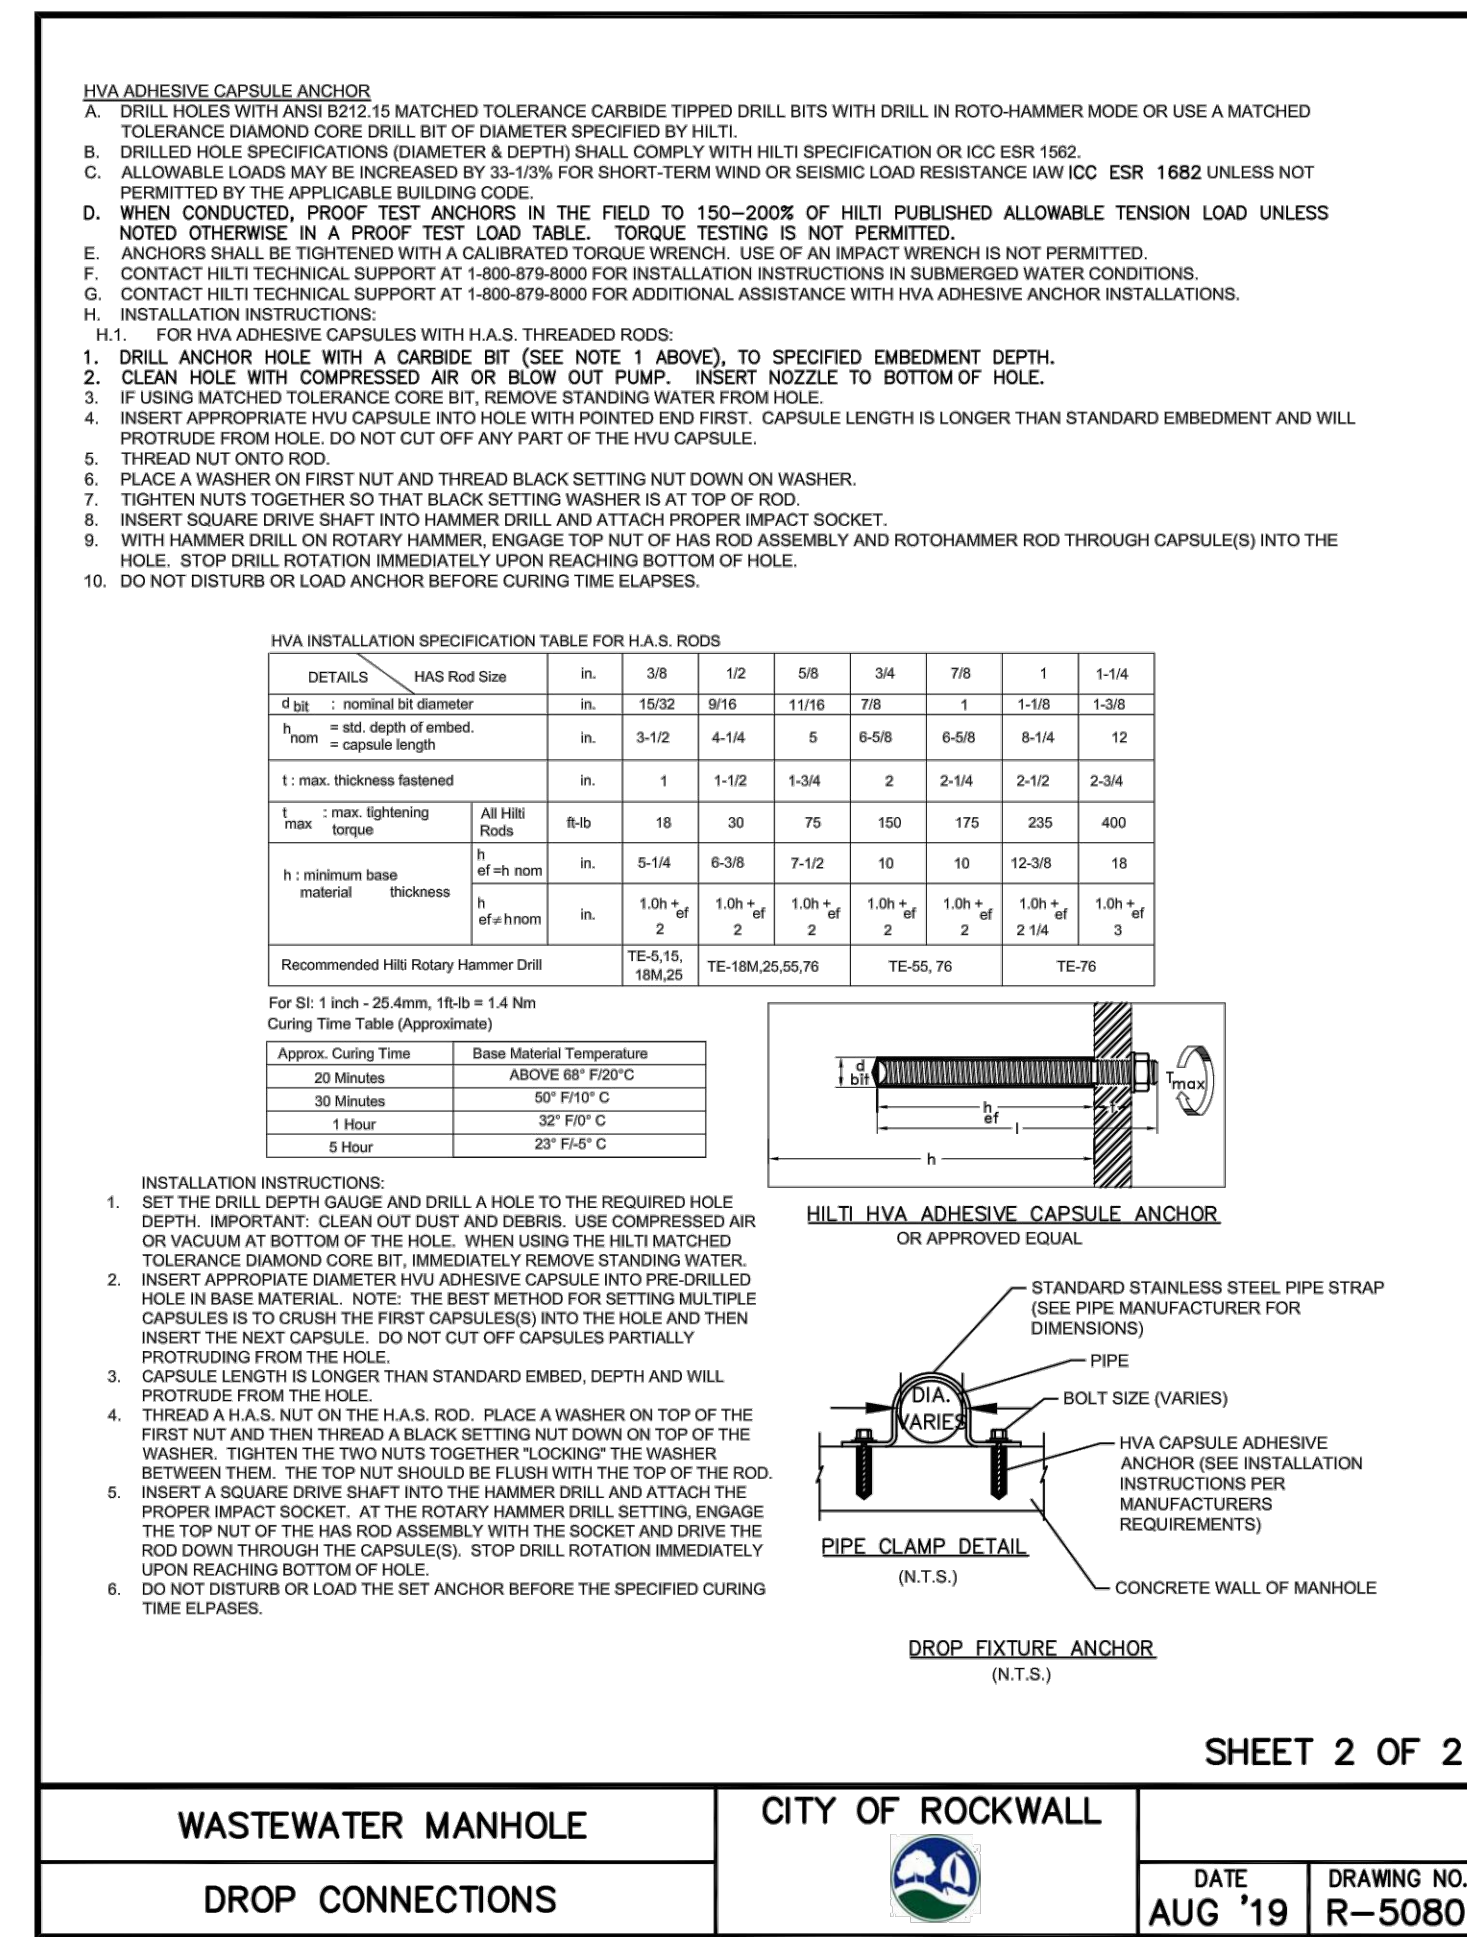 HVA ADHESIVE CAPSULE ANCHOR
A. DRILL HOLES WITH ANSI B212.15 MATCHED TOLERANCE CARBIDE TIPPED DRILL BITS WITH DRILL IN ROTO-HAMMER MODE OR USE A MATCHED
TOLERANCE DIAMOND CORE DRILL BIT OF DIAMETER SPECIFIED BY HILTI.
B. DRILLED HOLE SPECIFICATIONS (DIAMETER & DEPTH) SHALL COMPLY WITH HILTI SPECIFICATION OR ICC ESR 1562.
C. ALLOWABLE LOADS MAY BE INCREASED BY 33-1/3% FOR SHORT-TERM WIND OR SEISMIC LOAD RESISTANCE IAW ICC ESR 1682 UNLESS NOT
PERMITTED BY THE APPLICABLE BUILDING CODE.
D. WHEN CONDUCTED, PROOF TEST ANCHORS IN THE FIELD TO 150-200% OF HILTI PUBLISHED ALLOWABLE TENSION LOAD UNLESS
NOTED OTHERWISE IN A PROOF TEST LOAD TABLE. TORQUE TESTING IS NOT PERMITTED.
E. ANCHORS SHALL BE TIGHTENED WITH A CALIBRATED TORQUE WRENCH. USE OF AN IMPACT WRENCH IS NOT PERMITTED.
F. CONTACT HILTI TECHNICAL SUPPORT AT 1-800-879-8000 FOR INSTALLATION INSTRUCTIONS IN SUBMERGED WATER CONDITIONS.
G. CONTACT HILTI TECHNICAL SUPPORT AT 1-800-879-8000 FOR ADDITIONAL ASSISTANCE WITH HVA ADHESIVE ANCHOR INSTALLATIONS.
H. INSTALLATION INSTRUCTIONS:
H.1. FOR HVA ADHESIVE CAPSULES WITH H.A.S. THREADED RODS:
1. DRILL ANCHOR HOLE WITH A CARBIDE BIT (SEE NOTE 1 ABOVE), TO SPECIFIED EMBEDMENT DEPTH.
2. CLEAN HOLE WITH COMPRESSED AIR OR BLOW OUT PUMP. INSERT NOZZLE TO BOTTOM OF HOLE.
3. IF USING MATCHED TOLERANCE CORE BIT, REMOVE STANDING WATER FROM HOLE.
4. INSERT APPROPRIATE HVU CAPSULE INTO HOLE WITH POINTED END FIRST. CAPSULE LENGTH IS LONGER THAN STANDARD EMBEDMENT AND WILL
PROTRUDE FROM HOLE. DO NOT CUT OFF ANY PART OF THE HVU CAPSULE.
5. THREAD NUT ONTO ROD.
6. PLACE A WASHER ON FIRST NUT AND THREAD BLACK SETTING NUT DOWN ON WASHER.
7. TIGHTEN NUTS TOGETHER SO THAT BLACK SETTING WASHER IS AT TOP OF ROD.
8. INSERT SQUARE DRIVE SHAFT INTO HAMMER DRILL AND ATTACH PROPER IMPACT SOCKET.
9. WITH HAMMER DRILL ON ROTARY HAMMER, ENGAGE TOP NUT OF HAS ROD ASSEMBLY AND ROTOHAMMER ROD THROUGH CAPSULE(S) INTO THE
HOLE. STOP DRILL ROTATION IMMEDIATELY UPON REACHING BOTTOM OF HOLE.
10. DO NOT DISTURB OR LOAD ANCHOR BEFORE CURING TIME ELAPSES.
HVA INSTALLATION SPECIFICATION TABLE FOR H.A.S. RODS
DETAILS HAS Rod Size in. 3/8 1/2 5/8 3/4 7/8 1 1-1/4
d bit : nominal bit diameter in. 15/32 9/16 11/16 7/8 1 1-1/8 1-3/8
h nom = std. depth of embed.
= capsule length in. 3-1/2 4-1/4 5 6-5/8 6-5/8 8-1/4 12
t : max. thickness fastened in. 1 1-1/2 1-3/4 2 2-1/4 2-1/2 2-3/4
t max : max. tightening torque All Hilti Rods ft-lb 18 30 75 150 175 235 400
h : minimum base material thickness h ef =h nom in. 5-1/4 6-3/8 7-1/2 10 10 12-3/8 18
h ef≠hnom in. 1.0h + ef 2 1.0h + ef 2 1.0h + ef 2 1.0h + ef 2 1.0h + ef 2 1.0h + ef 2 1/4 1.0h + ef 3
Recommended Hilti Rotary Hammer Drill TE-5,15, 18M,25 TE-18M,25,55,76 TE-55, 76 TE-76
For SI: 1 inch - 25.4mm, 1ft-lb = 1.4 Nm
Curing Time Table (Approximate)
Approx. Curing Time Base Material Temperature
20 Minutes ABOVE 68° F/20°C
30 Minutes 50° F/10° C
1 Hour 32° F/0° C
5 Hour 23° F/-5° C
d bit
h ef
t
l
h
Tmax
HILTI HVA ADHESIVE CAPSULE ANCHOR
OR APPROVED EQUAL
INSTALLATION INSTRUCTIONS:
1. SET THE DRILL DEPTH GAUGE AND DRILL A HOLE TO THE REQUIRED HOLE
DEPTH. IMPORTANT: CLEAN OUT DUST AND DEBRIS. USE COMPRESSED AIR
OR VACUUM AT BOTTOM OF THE HOLE. WHEN USING THE HILTI MATCHED
TOLERANCE DIAMOND CORE BIT, IMMEDIATELY REMOVE STANDING WATER.
2. INSERT APPROPIATE DIAMETER HVU ADHESIVE CAPSULE INTO PRE-DRILLED
HOLE IN BASE MATERIAL. NOTE: THE BEST METHOD FOR SETTING MULTIPLE
CAPSULES IS TO CRUSH THE FIRST CAPSULES(S) INTO THE HOLE AND THEN
INSERT THE NEXT CAPSULE. DO NOT CUT OFF CAPSULES PARTIALLY
PROTRUDING FROM THE HOLE.
3. CAPSULE LENGTH IS LONGER THAN STANDARD EMBED, DEPTH AND WILL
PROTRUDE FROM THE HOLE.
4. THREAD A H.A.S. NUT ON THE H.A.S. ROD. PLACE A WASHER ON TOP OF THE
FIRST NUT AND THEN THREAD A BLACK SETTING NUT DOWN ON TOP OF THE
WASHER. TIGHTEN THE TWO NUTS TOGETHER "LOCKING" THE WASHER
BETWEEN THEM. THE TOP NUT SHOULD BE FLUSH WITH THE TOP OF THE ROD.
5. INSERT A SQUARE DRIVE SHAFT INTO THE HAMMER DRILL AND ATTACH THE
PROPER IMPACT SOCKET. AT THE ROTARY HAMMER DRILL SETTING, ENGAGE
THE TOP NUT OF THE HAS ROD ASSEMBLY WITH THE SOCKET AND DRIVE THE
ROD DOWN THROUGH THE CAPSULE(S). STOP DRILL ROTATION IMMEDIATELY
UPON REACHING BOTTOM OF HOLE.
6. DO NOT DISTURB OR LOAD THE SET ANCHOR BEFORE THE SPECIFIED CURING
TIME ELPASES.
STANDARD STAINLESS STEEL PIPE STRAP
(SEE PIPE MANUFACTURER FOR
DIMENSIONS)
PIPE
DIA.
VARIES
BOLT SIZE (VARIES)
HVA CAPSULE ADHESIVE
ANCHOR (SEE INSTALLATION
INSTRUCTIONS PER
MANUFACTURERS
REQUIREMENTS)
PIPE CLAMP DETAIL
(N.T.S.)
CONCRETE WALL OF MANHOLE
DROP FIXTURE ANCHOR
(N.T.S.)
SHEET 2 OF 2
WASTEWATER MANHOLE
DROP CONNECTIONS
CITY OF ROCKWALL
DATE
AUG '19
DRAWING NO.
R-5080